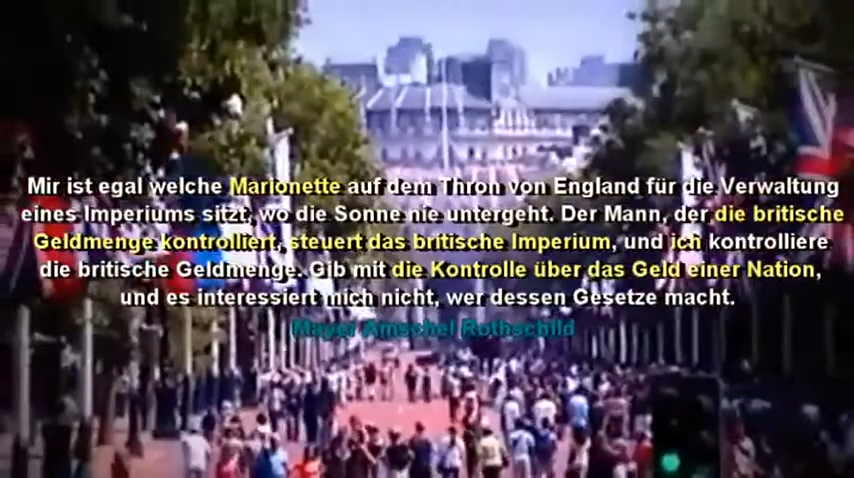 Mir ist egal welche Marionette auf dem Thron von England für die Verwaltung
eines Imperiums sitzt, wo die Sonne nie untergeht. Der Mann, der die britische
Geldmenge kontrolliert, steuert das britische Imperium, und ich kontrolliere
die britische Geldmenge. Gib mit die Kontrolle über das Geld einer Nation,
und es interessiert mich nicht, wer dessen Gesetze macht.
Mayer Amschel Rothschild